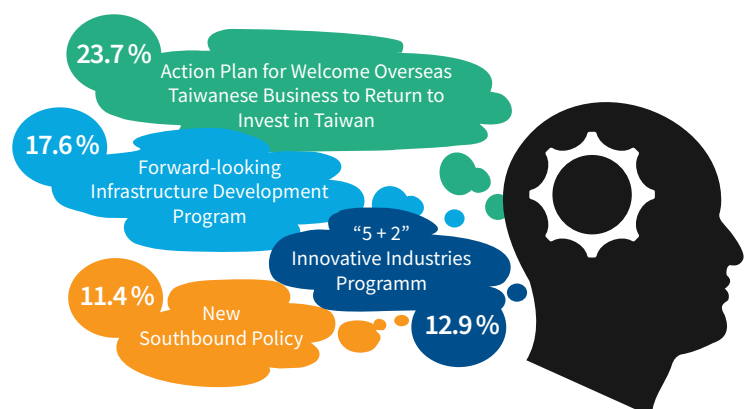 23.7 %
Action Plan for Welcome Overseas
Taiwanese Business to Return to
Invest in Taiwan
17.6 %
Forward-looking
Infrastructure Development
Program
“5 + 2”
Innovative Industries
Programm
12.9 %
11.4 %
New
Southbound Policy